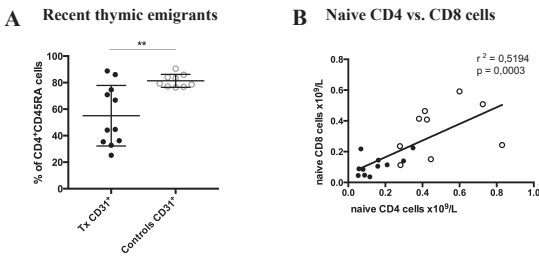 A Recent thymic emigrants
**
% of CD4+CD45RA cells
100
80
60
40
20
0
Tx CD31+
Controls CD31+
B Naive CD4 vs. CD8 cells
r ² = 0,5194
p = 0,0003
naive CD8 cells x10⁹/L
0.8
0.6
0.4
0.2
0.0
0.0 0.2 0.4 0.6 0.8 1.0
naive CD4 cells x10⁹/L